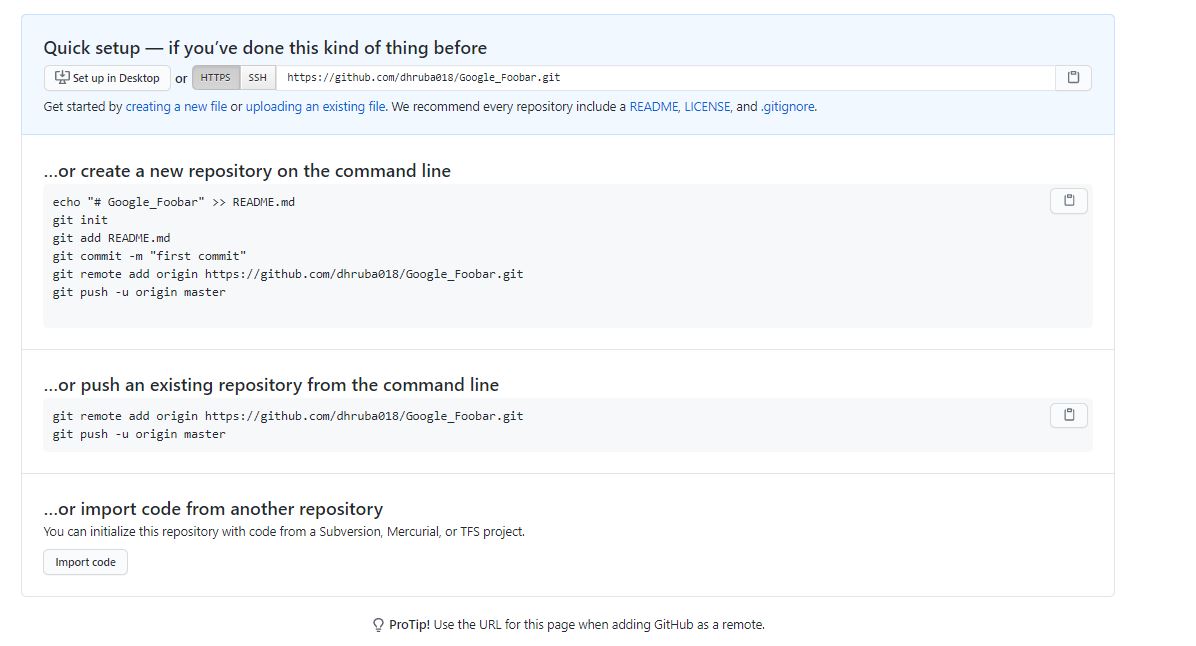 Quick setup — if you've done this kind of thing before
Set up in Desktop or HTTPS SSH https://github.com/dhruba018/Google_Foobar.git
Get started by creating a new file or uploading an existing file. We recommend every repository include a README, LICENSE, and .gitignore.
...or create a new repository on the command line
echo "# Google_Foobar" >> README.md
git init
git add README.md
git commit -m "first commit"
git remote add origin https://github.com/dhruba018/Google_Foobar.git
git push -u origin master
...or push an existing repository from the command line
git remote add origin https://github.com/dhruba018/Google_Foobar.git
git push -u origin master
...or import code from another repository
You can initialize this repository with code from a Subversion, Mercurial, or TFS project.
Import code
ProTip! Use the URL for this page when adding GitHub as a remote.